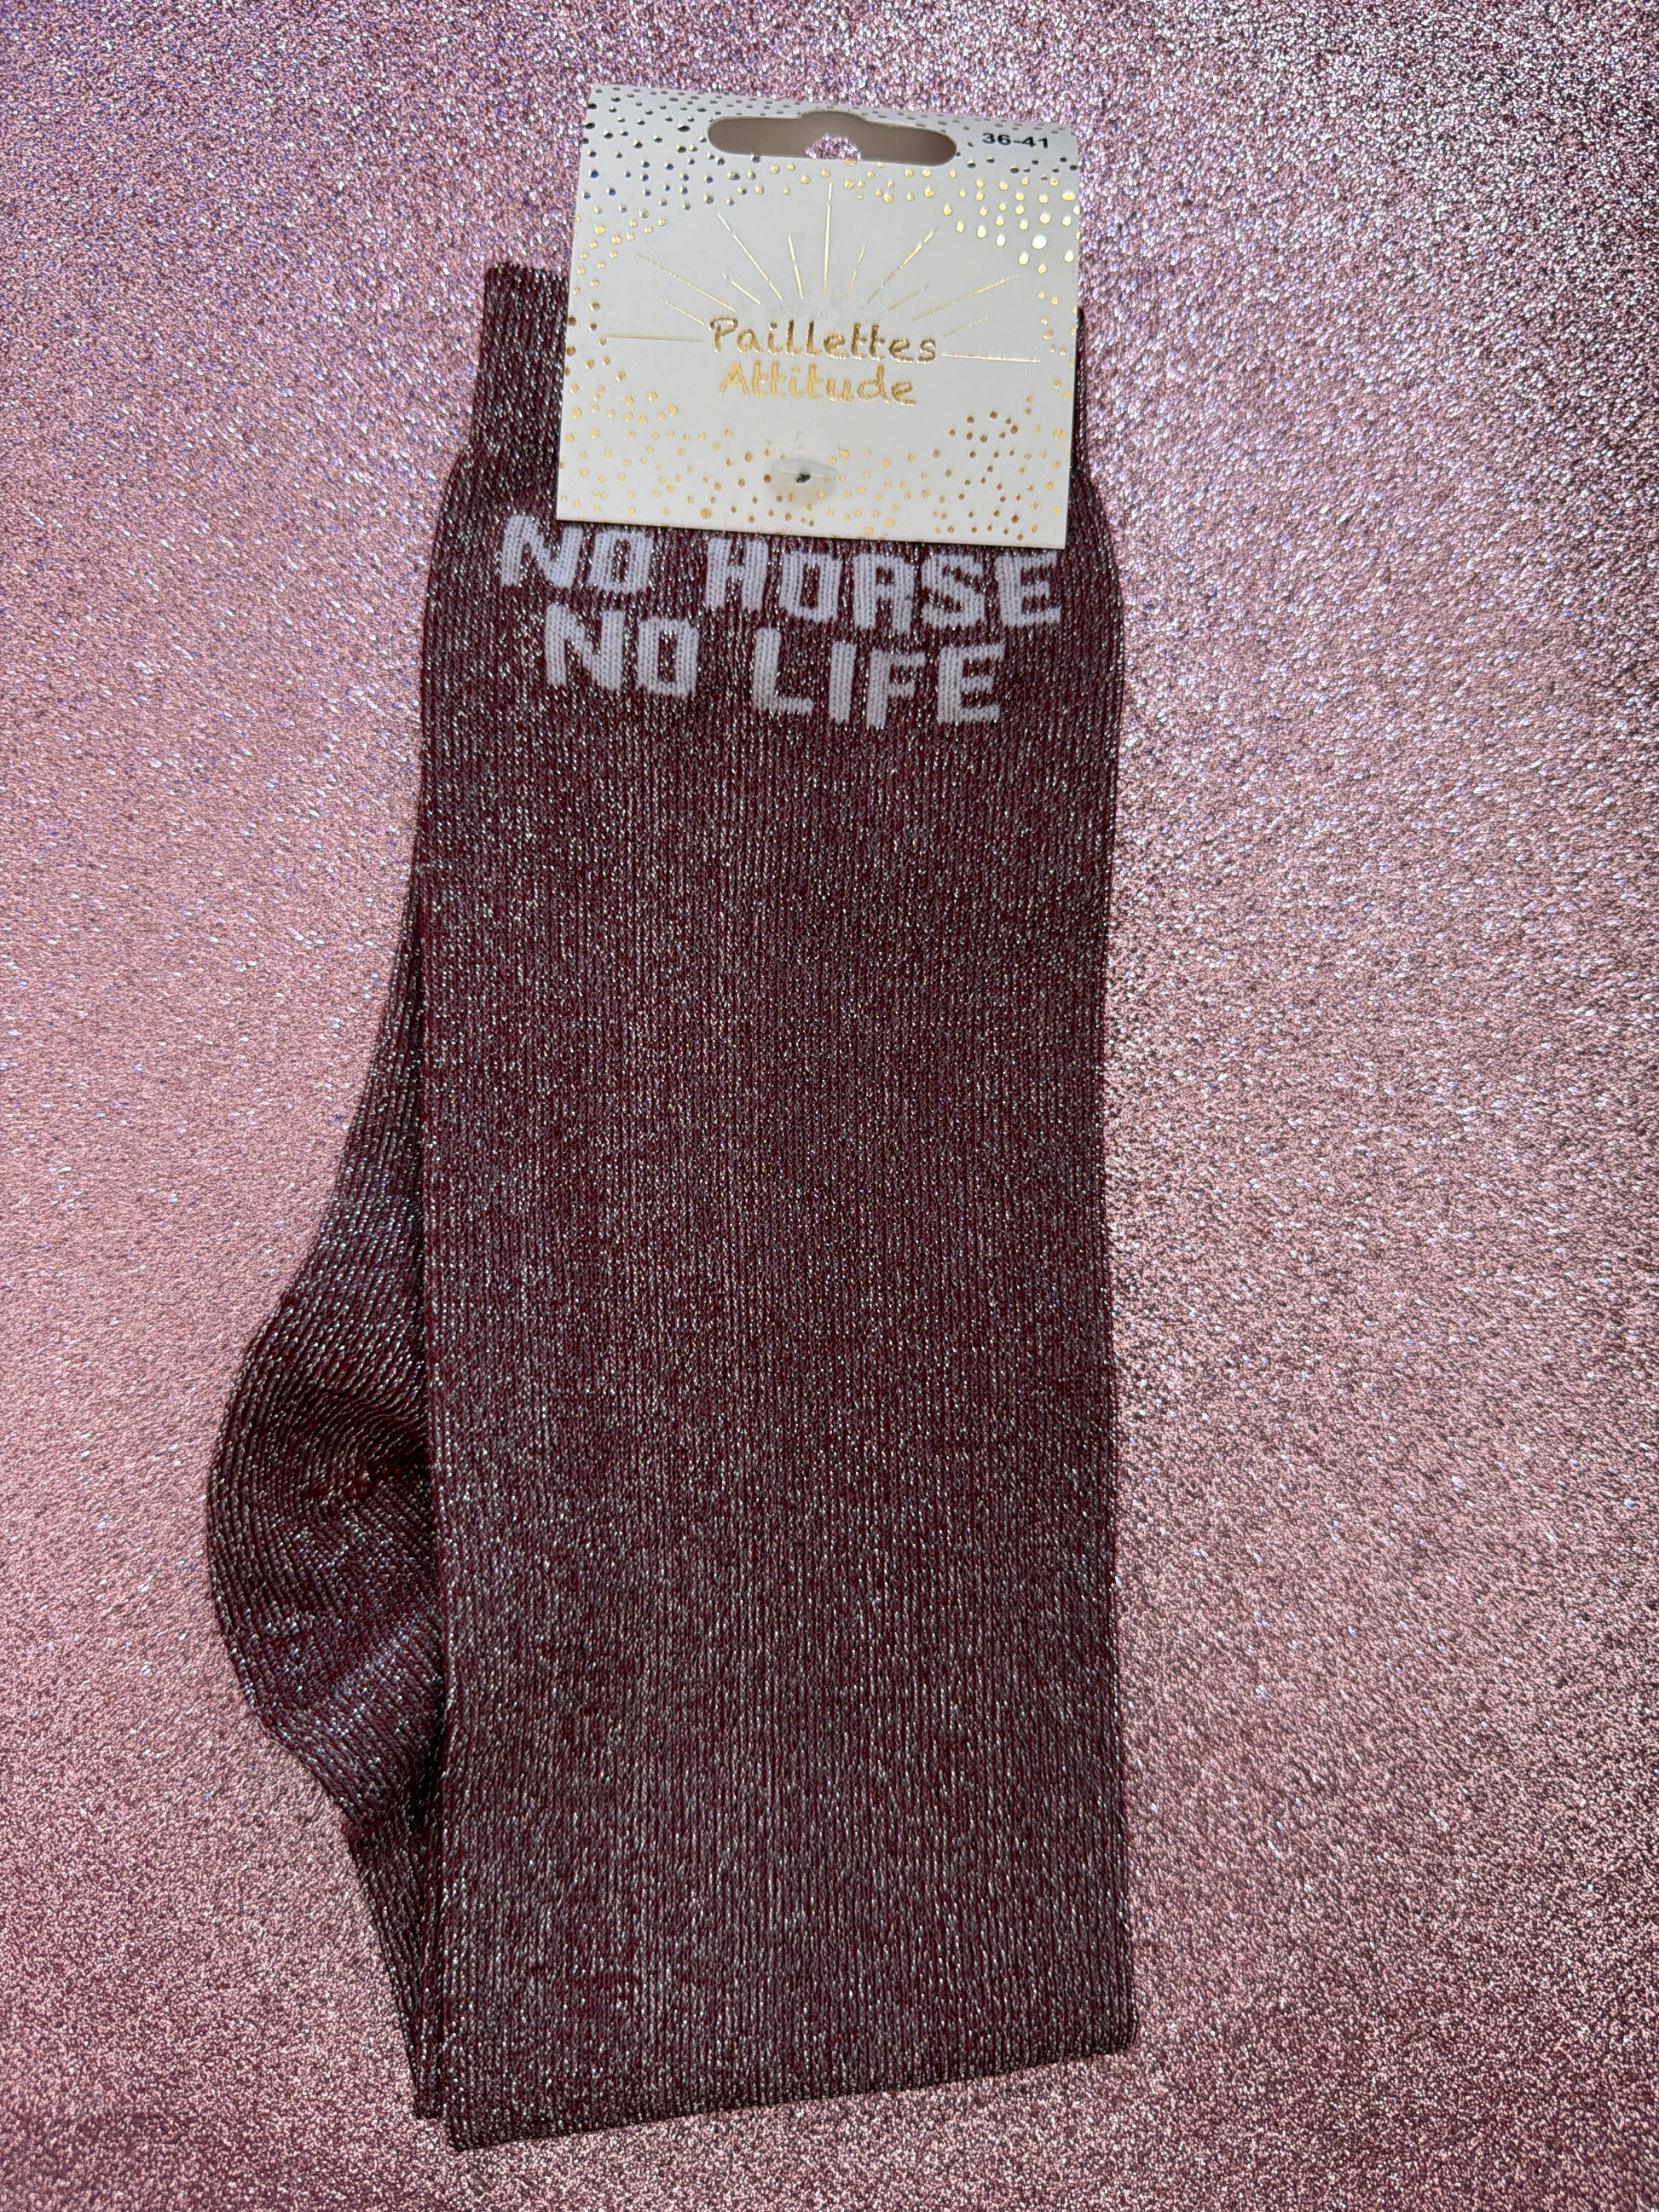 36-41
Paillettes
Attitude
NO HORSE
NO LIFE